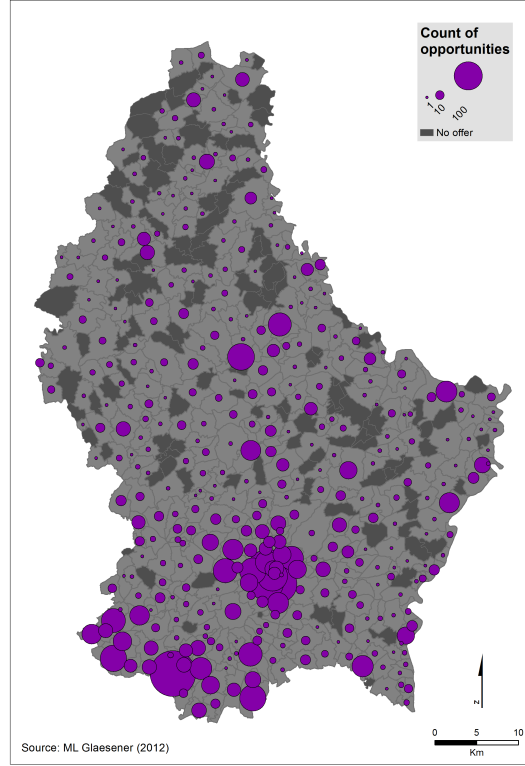 Count of
opportunities
1
10
100
No offer
N
0 5 10
Km
Source: ML Glaesener (2012)